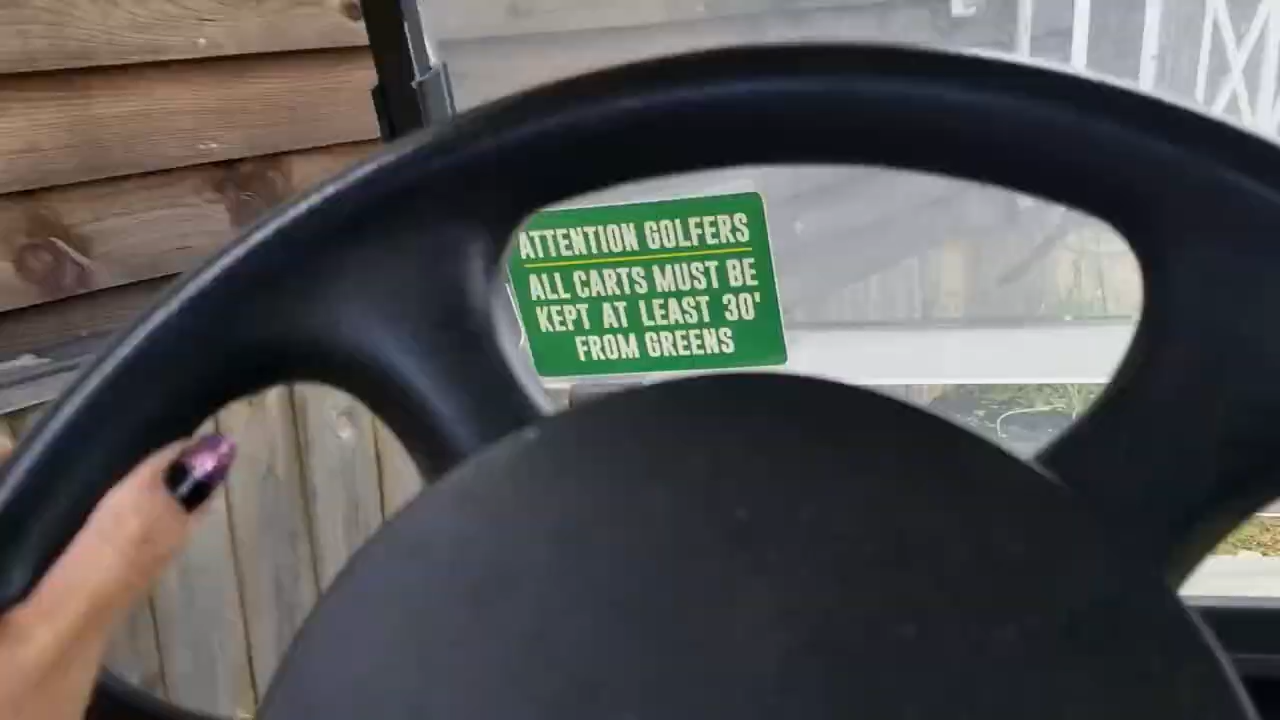 ATTENTION GOLFERS
ALL CARTS MUST BE
KEPT AT LEAST 30'
FROM GREENS